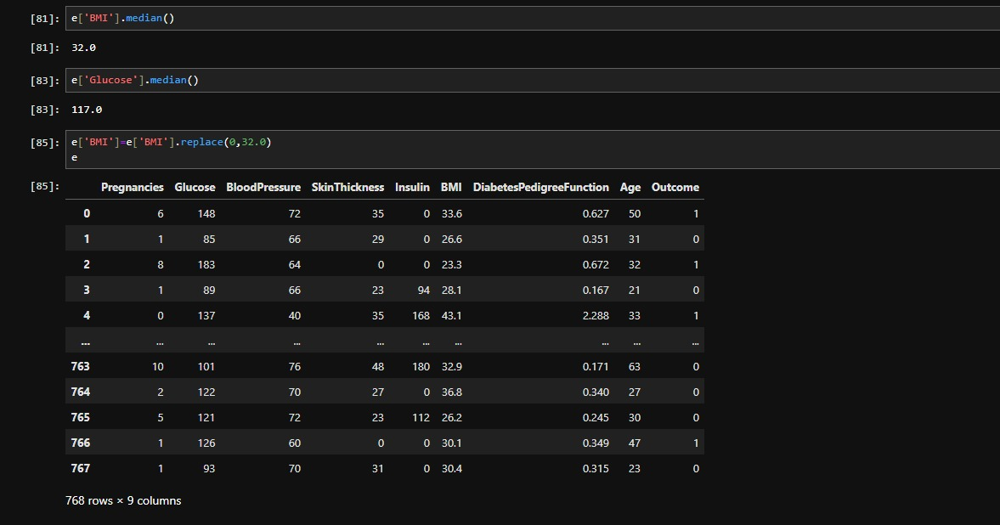 [81]: e['BMI'].median()
[81]: 32.0
[83]: e['Glucose'].median()
[83]: 117.0
[85]: e['BMI']=e['BMI'].replace(0,32.0)
e
[85]:
Pregnancies Glucose BloodPressure SkinThickness Insulin BMI DiabetesPedigreeFunction Age Outcome
0 6 148 72 35 0 33.6 0.627 50 1
1 1 85 66 29 0 26.6 0.351 31 0
2 8 183 64 0 0 23.3 0.672 32 1
3 1 89 66 23 94 28.1 0.167 21 0
4 0 137 40 35 168 43.1 2.288 33 1
... ... ... ... ... ... ... ... ... ...
763 10 101 76 48 180 32.9 0.171 63 0
764 2 122 70 27 0 36.8 0.340 27 0
765 5 121 72 23 112 26.2 0.245 30 0
766 1 126 60 0 0 30.1 0.349 47 1
767 1 93 70 31 0 30.4 0.315 23 0
768 rows × 9 columns